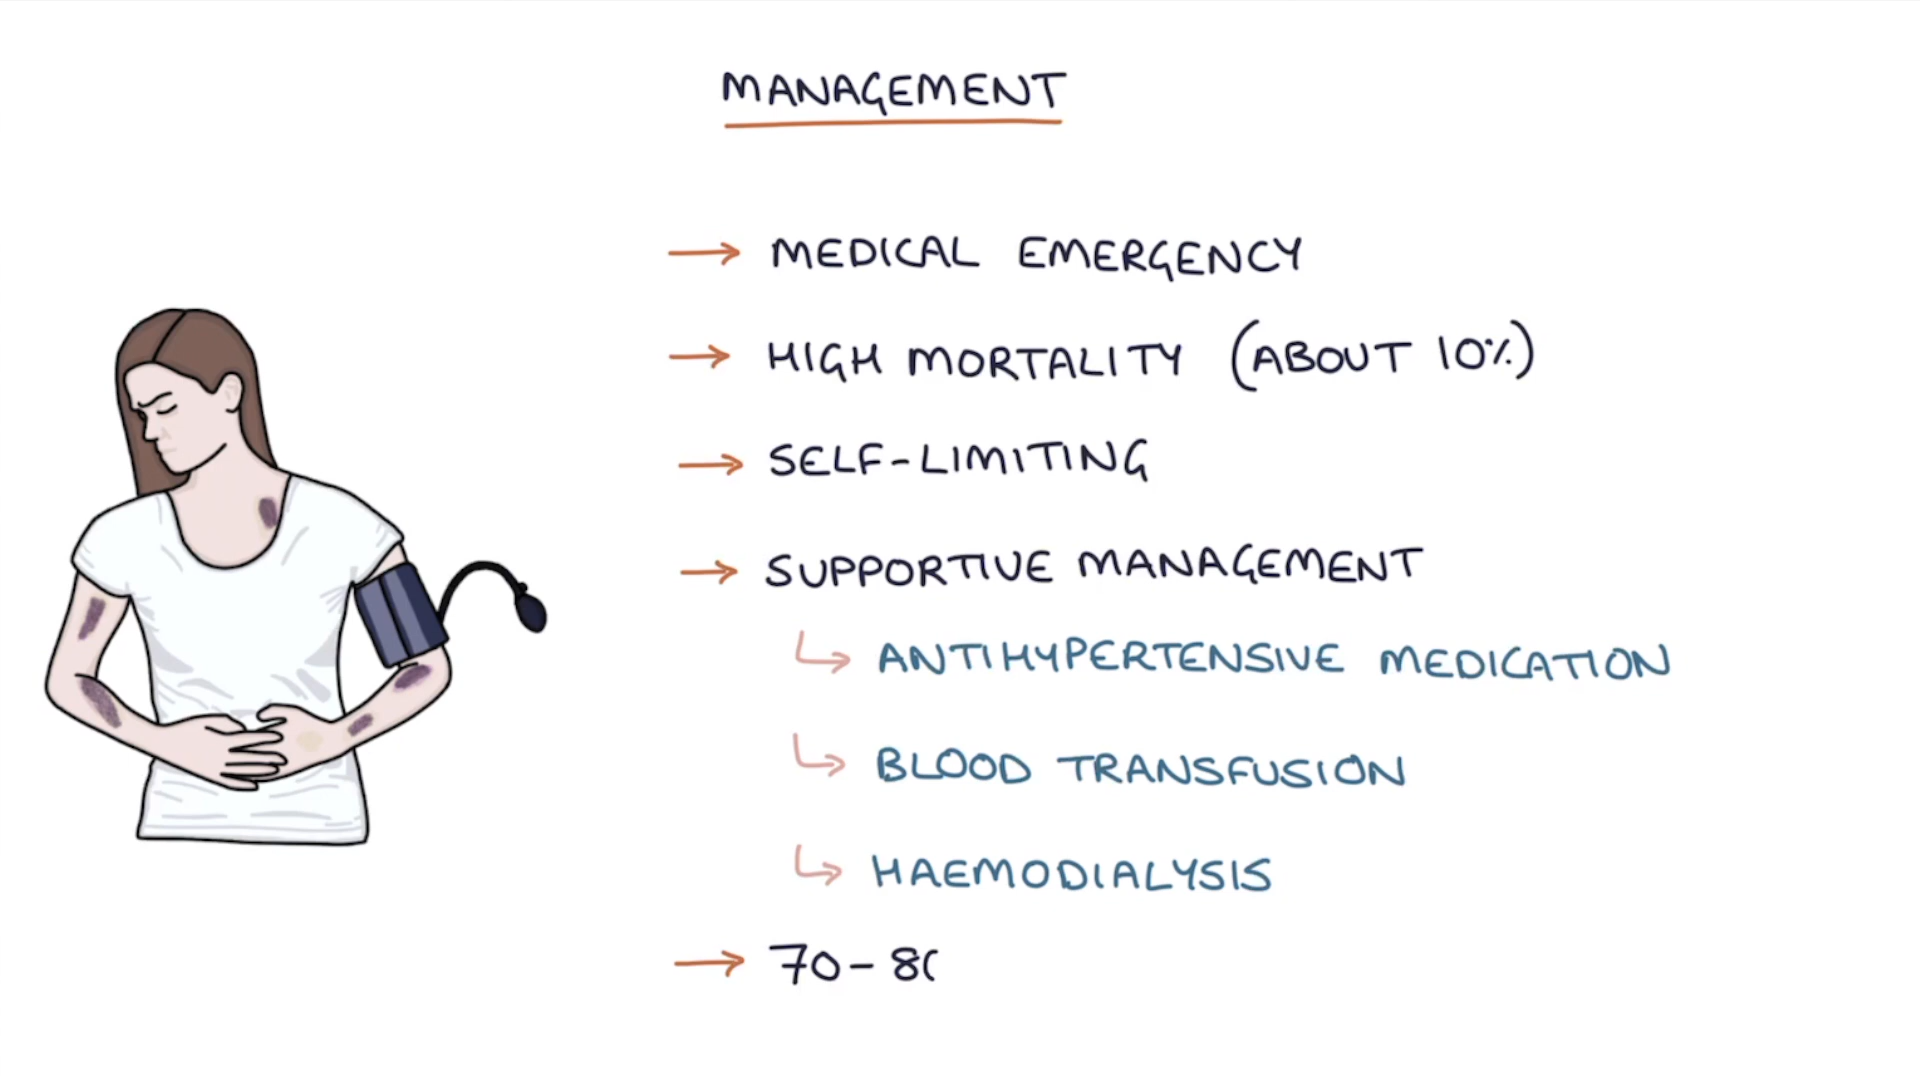 MANAGEMENT
→ MEDICAL EMERGENCY
→ HIGH MORTALITY (ABOUT 10%)
→ SELF-LIMITING
→ SUPPORTIVE MANAGEMENT
↳ ANTIHYPERTENSIVE MEDICATION
↳ BLOOD TRANSFUSION
↳ HAEMODIALYSIS
→ 70-8(